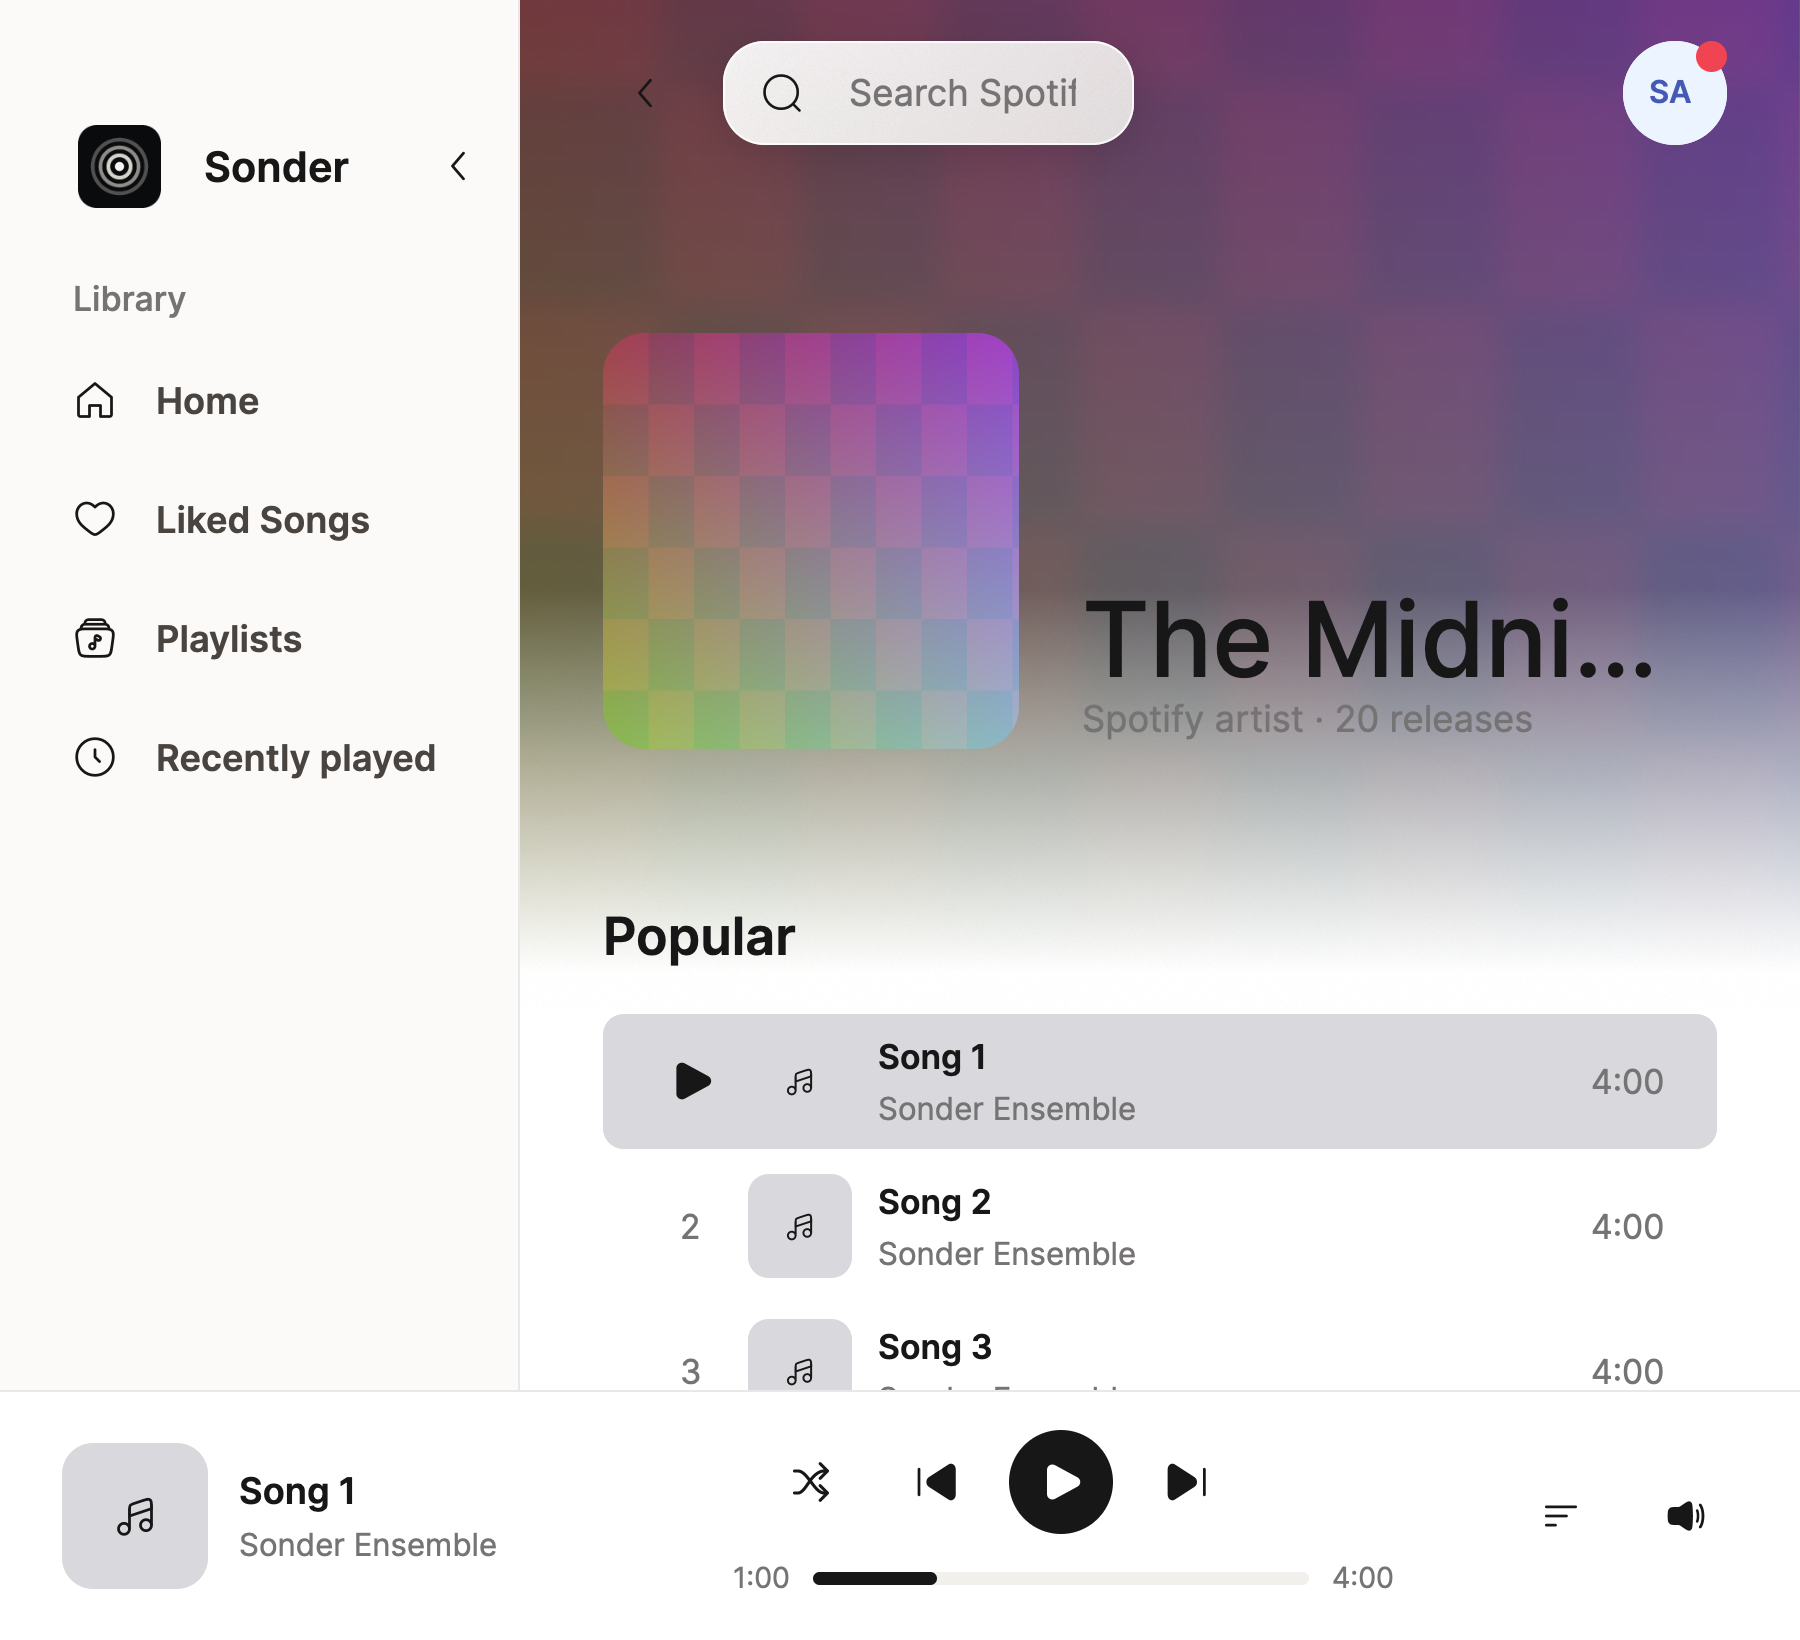 Sonder
Library
Home
Liked Songs
Playlists
Recently played
Search Spotif
SA
The Midni...
Spotify artist · 20 releases
Popular
Song 1
Sonder Ensemble
4:00
2
Song 2
Sonder Ensemble
4:00
3
Song 3
4:00
Song 1
Sonder Ensemble
1:00
4:00